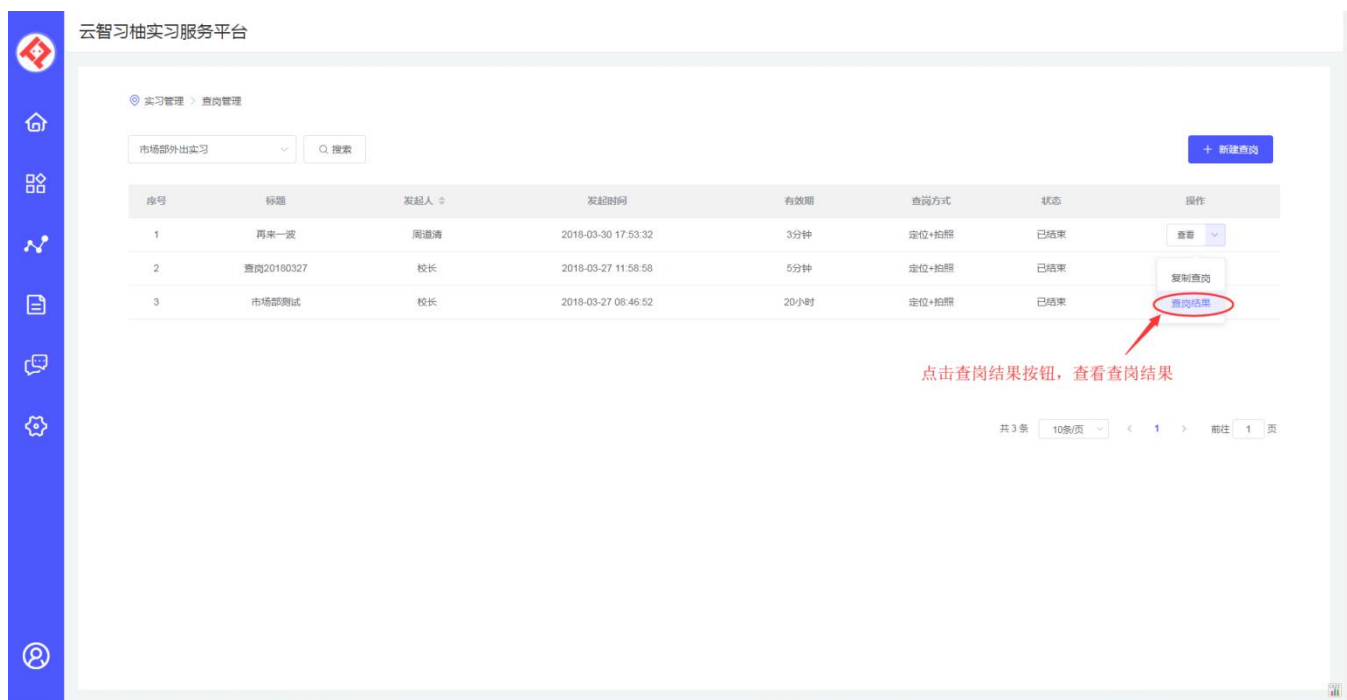 云智习柚实习服务平台
实习管理 > 查岗管理
市场部外出实习 搜索 + 新建查岗
序号 标题 发起人 发起时间 有效期 查岗方式 状态 操作
1 再来一波 周道清 2018-03-30 17:53:32 3分钟 定位+拍照 已结束 查看
2 查岗20180327 校长 2018-03-27 11:58:58 5分钟 定位+拍照 已结束
复制查岗
3 市场部测试 校长 2018-03-27 08:46:52 20小时 定位+拍照 已结束 查岗结果
点击查岗结果按钮，查看查岗结果
共3条 10条/页 < 1 > 前往 1 页